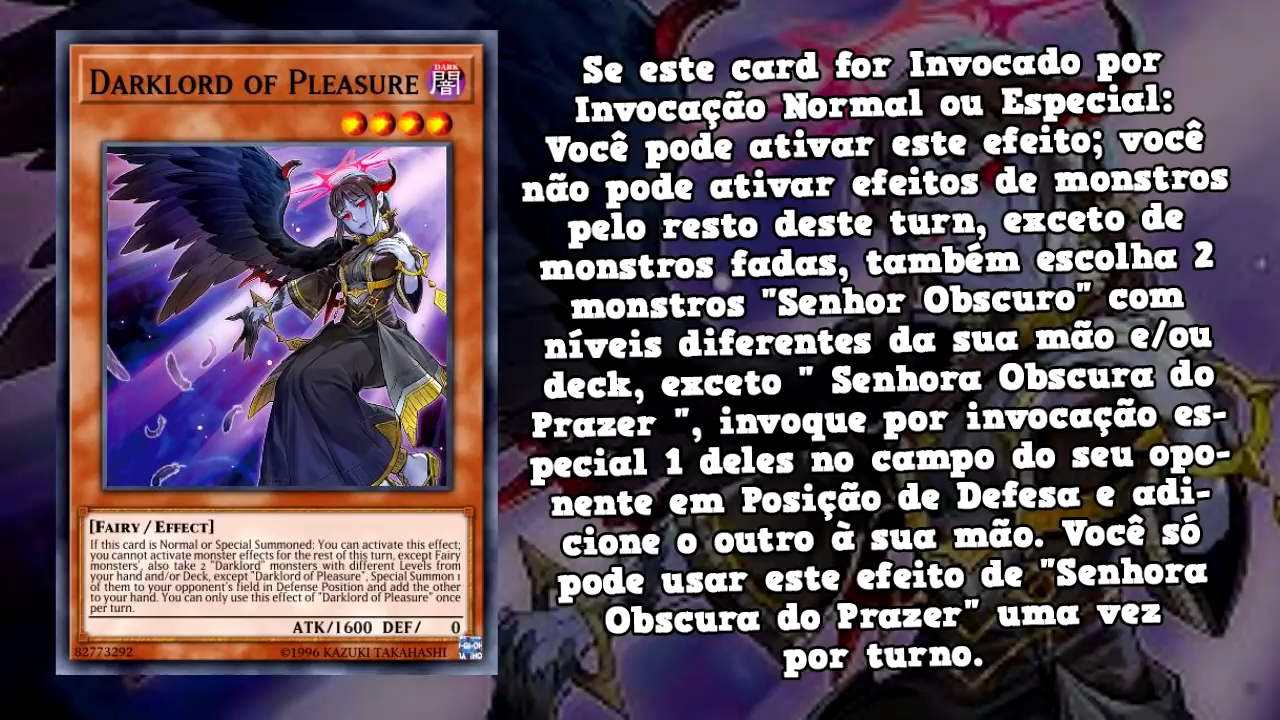 DARKLORD OF PLEASURE
DARK
闇
[FAIRY / EFFECT]
If this card is Normal or Special Summoned: You can activate this effect;
you cannot activate monster effects for the rest of this turn, except Fairy
monsters', also take 2 "Darklord" monsters with different Levels from
your hand and/or Deck, except "Darklord of Pleasure", Special Summon 1
of them to your opponent's field in Defense Position and add the other
to your hand. You can only use this effect of "Darklord of Pleasure" once
per turn.
ATK/1600 DEF/ 0
82773292
©1996 KAZUKI TAKAHASHI
Se este card for Invocado por
Invocação Normal ou Especial:
Você pode ativar este efeito; você
não pode ativar efeitos de monstros
pelo resto deste turn, exceto de
monstros fadas, também escolha 2
monstros "Senhor Obscuro" com
níveis diferentes da sua mão e/ou
deck, exceto " Senhora Obscura do
Prazer ", invoque por invocação es-
pecial 1 deles no campo do seu opo-
nente em Posição de Defesa e adi-
cione o outro à sua mão. Você só
pode usar este efeito de "Senhora
Obscura do Prazer" uma vez
por turno.